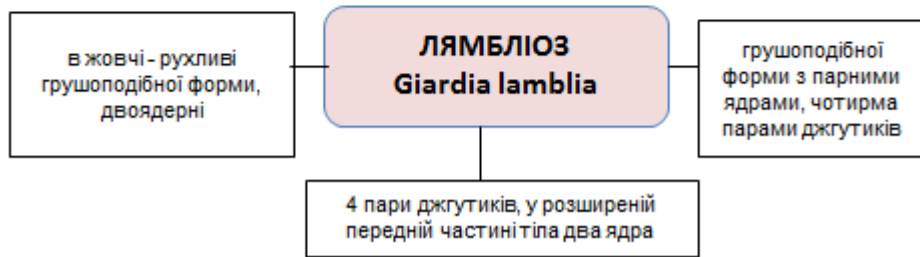 в жовчі - рухливі
грушоподібної форми,
двоядерні
ЛЯМБЛІОЗ
Giardia lamblia
грушоподібної
форми з парними
ядрами, чотирма
парами джгутиків
4 пари джгутиків, у розширеній
передній частині тіла два ядра